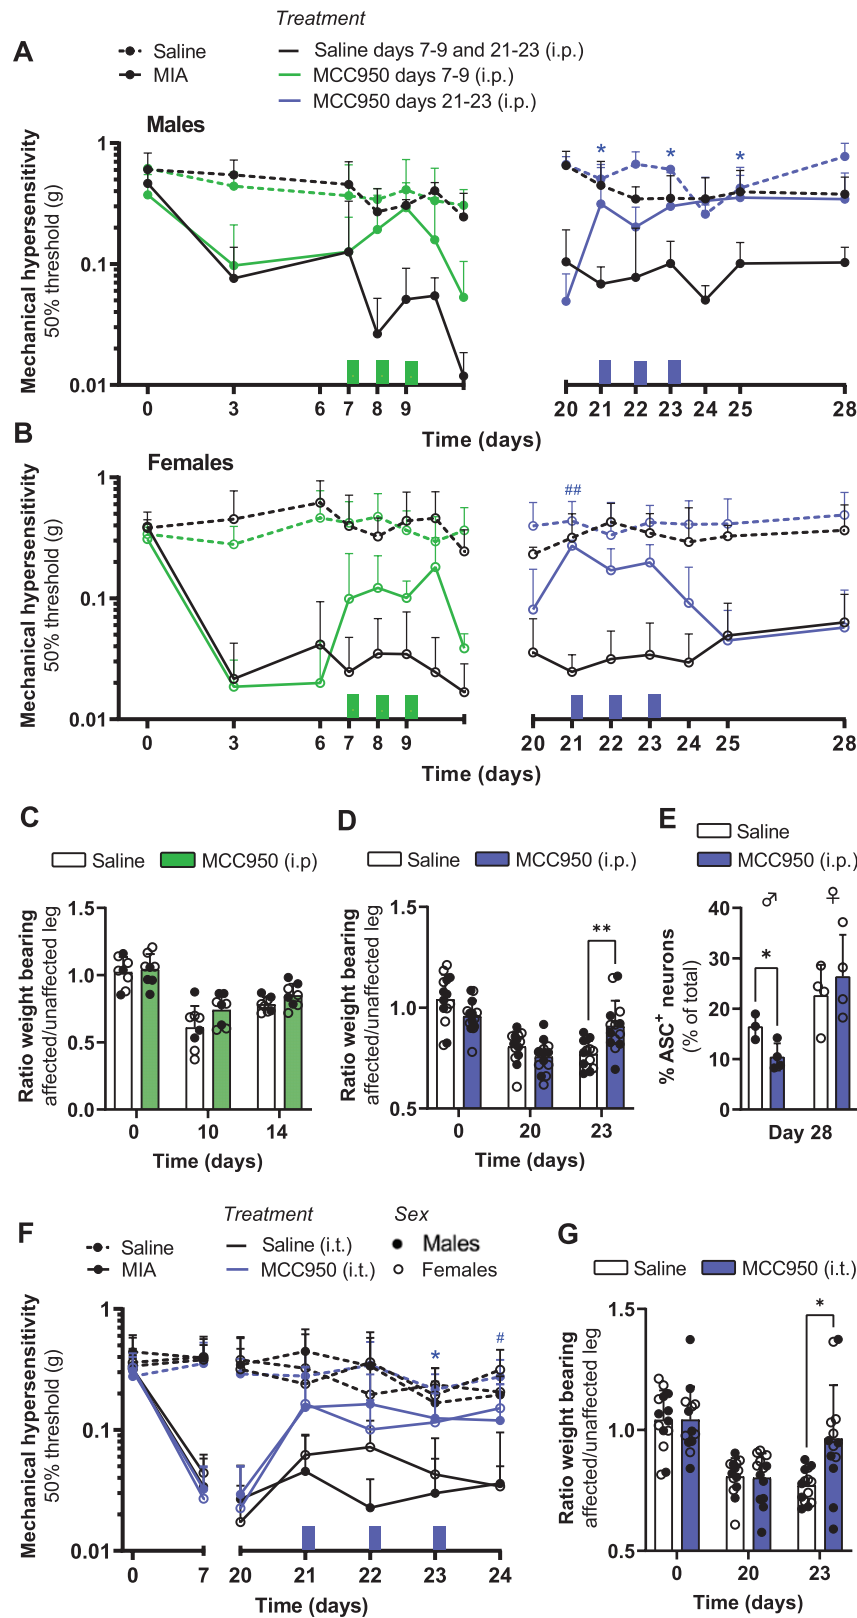 Treatment
A
Saline
Saline days 7-9 and 21-23 (i.p.)
MIA
MCC950 days 7-9 (i.p.)
MCC950 days 21-23 (i.p.)
Males
Mechanical hypersensitivity
50% threshold (g)
1
0.1
0.01
* * *
0 3 6 7 8 9
20 21 22 23 24 25 28
Time (days)
B
Females
Mechanical hypersensitivity
50% threshold (g)
1
0.1
0.01
##
0 3 6 7 8 9
20 21 22 23 24 25 28
Time (days)
C
Saline MCC950 (i.p)
Ratio weight bearing
affected/unaffected leg
1.5
1.0
0.5
0.0
0 10 14
Time (days)
D
Saline MCC950 (i.p.)
Ratio weight bearing
affected/unaffected leg
1.5
1.0
0.5
**
0 20 23
Time (days)
E
Saline
MCC950 (i.p.)
% ASC+ neurons
(% of total)
40
30
20
10
0
♂ ♀
*
Day 28
F
Treatment Sex
Saline
Saline (i.t.)
Males
MIA
MCC950 (i.t.)
Females
Mechanical hypersensitivity
50% threshold (g)
1
0.1
0.01
* #
0 7 20 21 22 23 24
Time (days)
G
Saline MCC950 (i.t.)
Ratio weight bearing
affected/unaffected leg
1.5
1.0
0.5
*
0 20 23
Time (days)